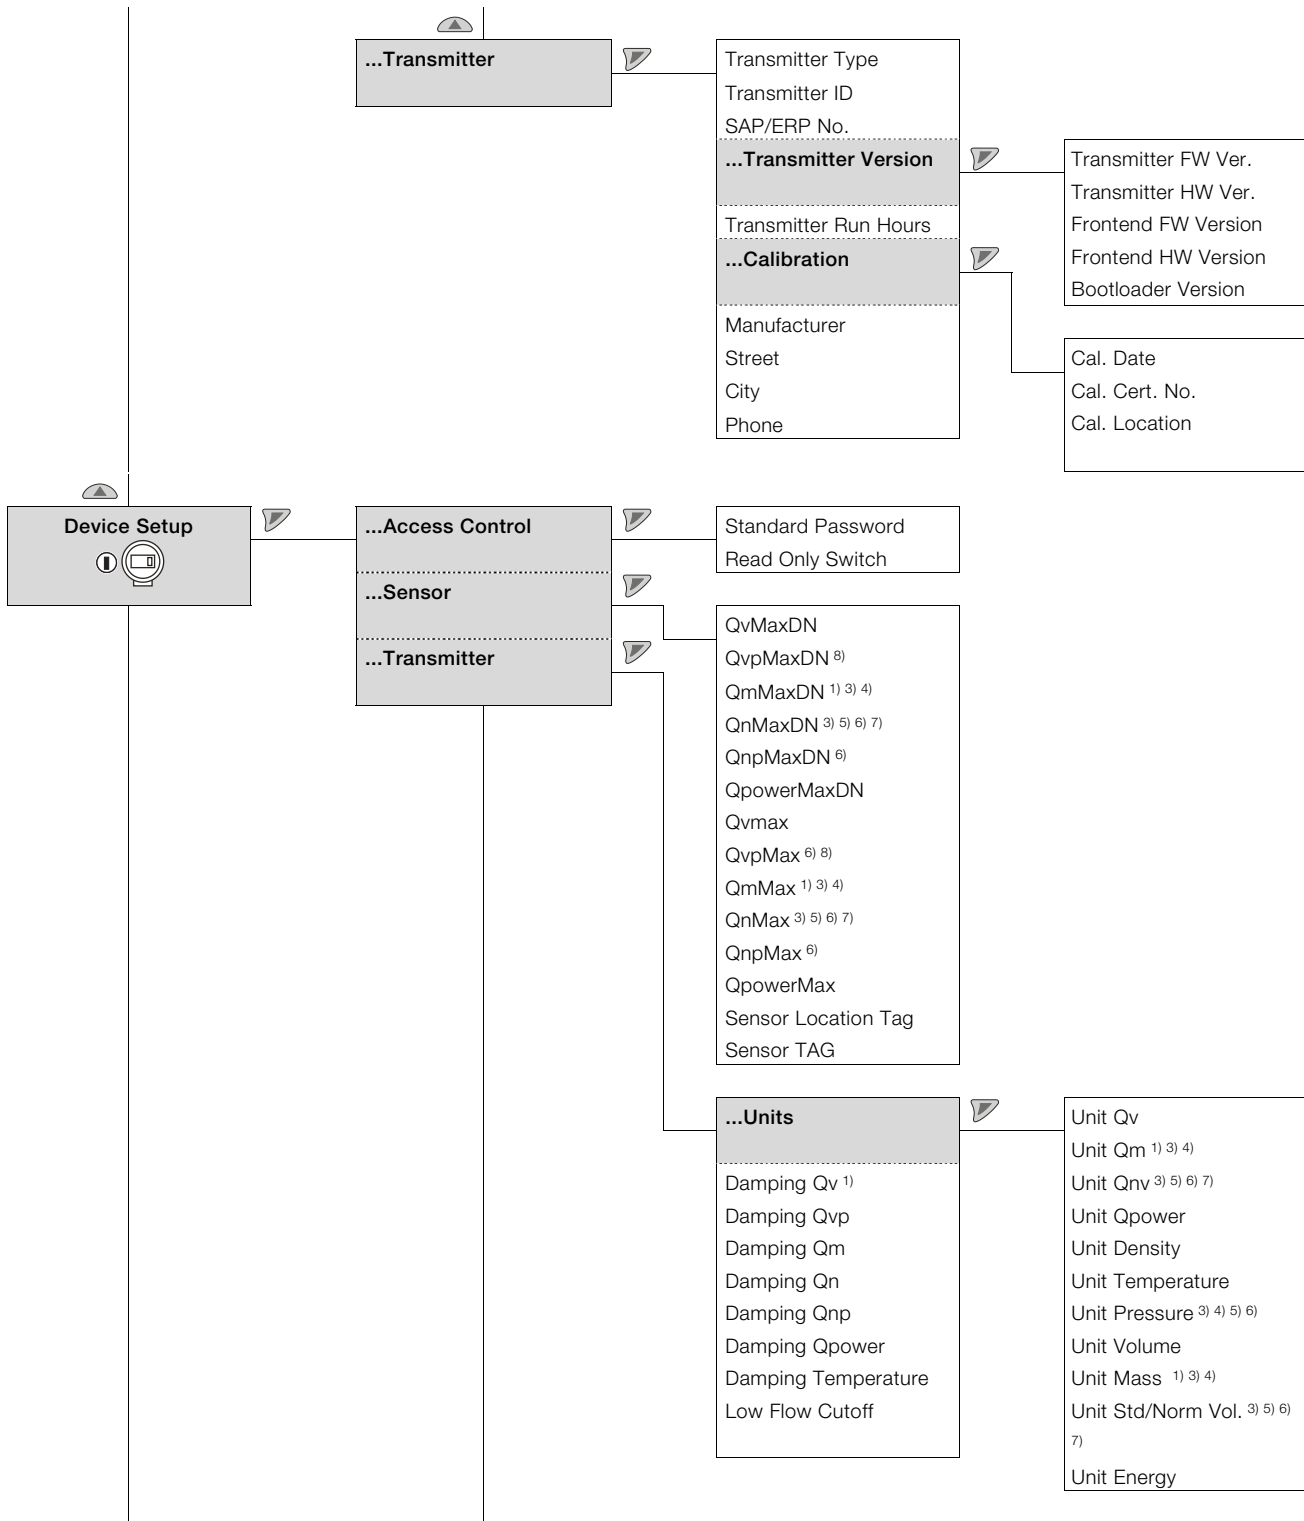 ...Transmitter
Transmitter Type
Transmitter ID
SAP/ERP No.
...Transmitter Version
Transmitter Run Hours
...Calibration
Manufacturer
Street
City
Phone
Transmitter FW Ver.
Transmitter HW Ver.
Frontend FW Version
Frontend HW Version
Bootloader Version
Cal. Date
Cal. Cert. No.
Cal. Location
Device Setup
...Access Control
...Sensor
...Transmitter
Standard Password
Read Only Switch
QvMaxDN
QvpMaxDN 8)
QmMaxDN 1) 3) 4)
QnMaxDN 3) 5) 6) 7)
QnpMaxDN 6)
QpowerMaxDN
Qvmax
QvpMax 6) 8)
QmMax 1) 3) 4)
QnMax 3) 5) 6) 7)
QnpMax 6)
QpowerMax
Sensor Location Tag
Sensor TAG
...Units
Damping Qv 1)
Damping Qvp
Damping Qm
Damping Qn
Damping Qnp
Damping Qpower
Damping Temperature
Low Flow Cutoff
Unit Qv
Unit Qm 1) 3) 4)
Unit Qnv 3) 5) 6) 7)
Unit Qpower
Unit Density
Unit Temperature
Unit Pressure 3) 4) 5) 6)
Unit Volume
Unit Mass 1) 3) 4)
Unit Std/Norm Vol. 3) 5) 6)
7)
Unit Energy